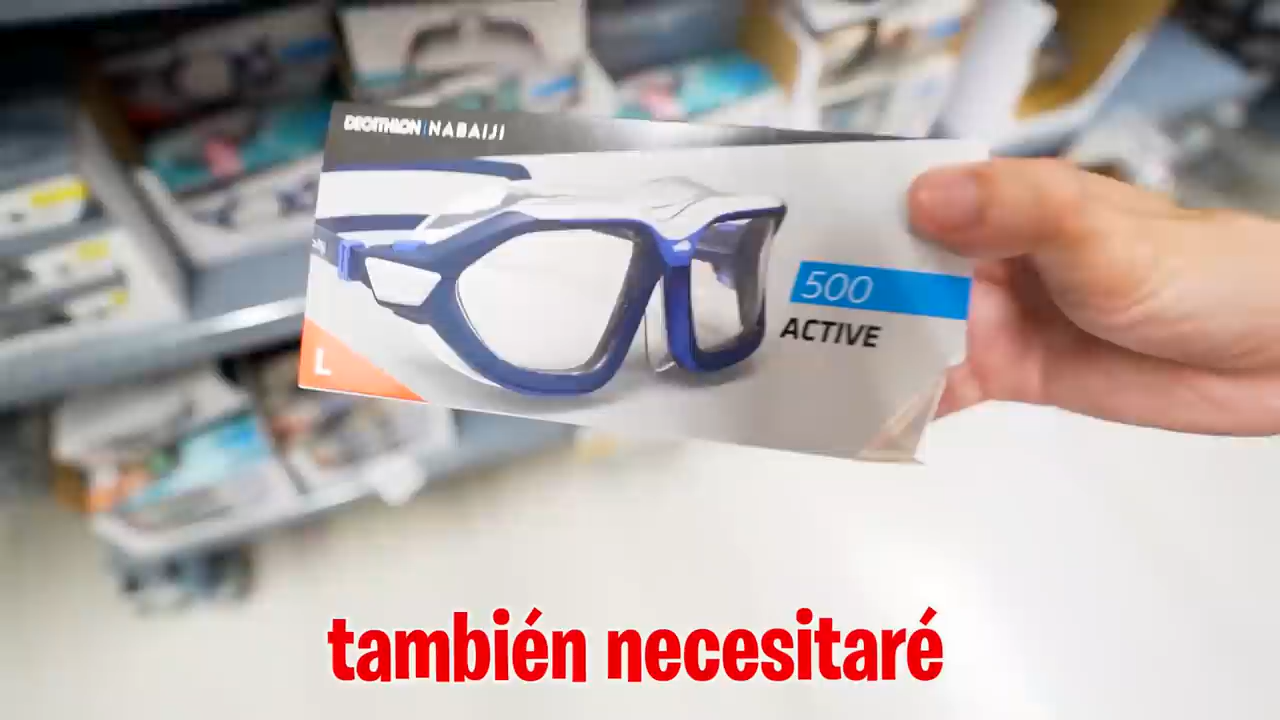 DECATHLON | NABAIJI
500
ACTIVE
L
también necesitaré